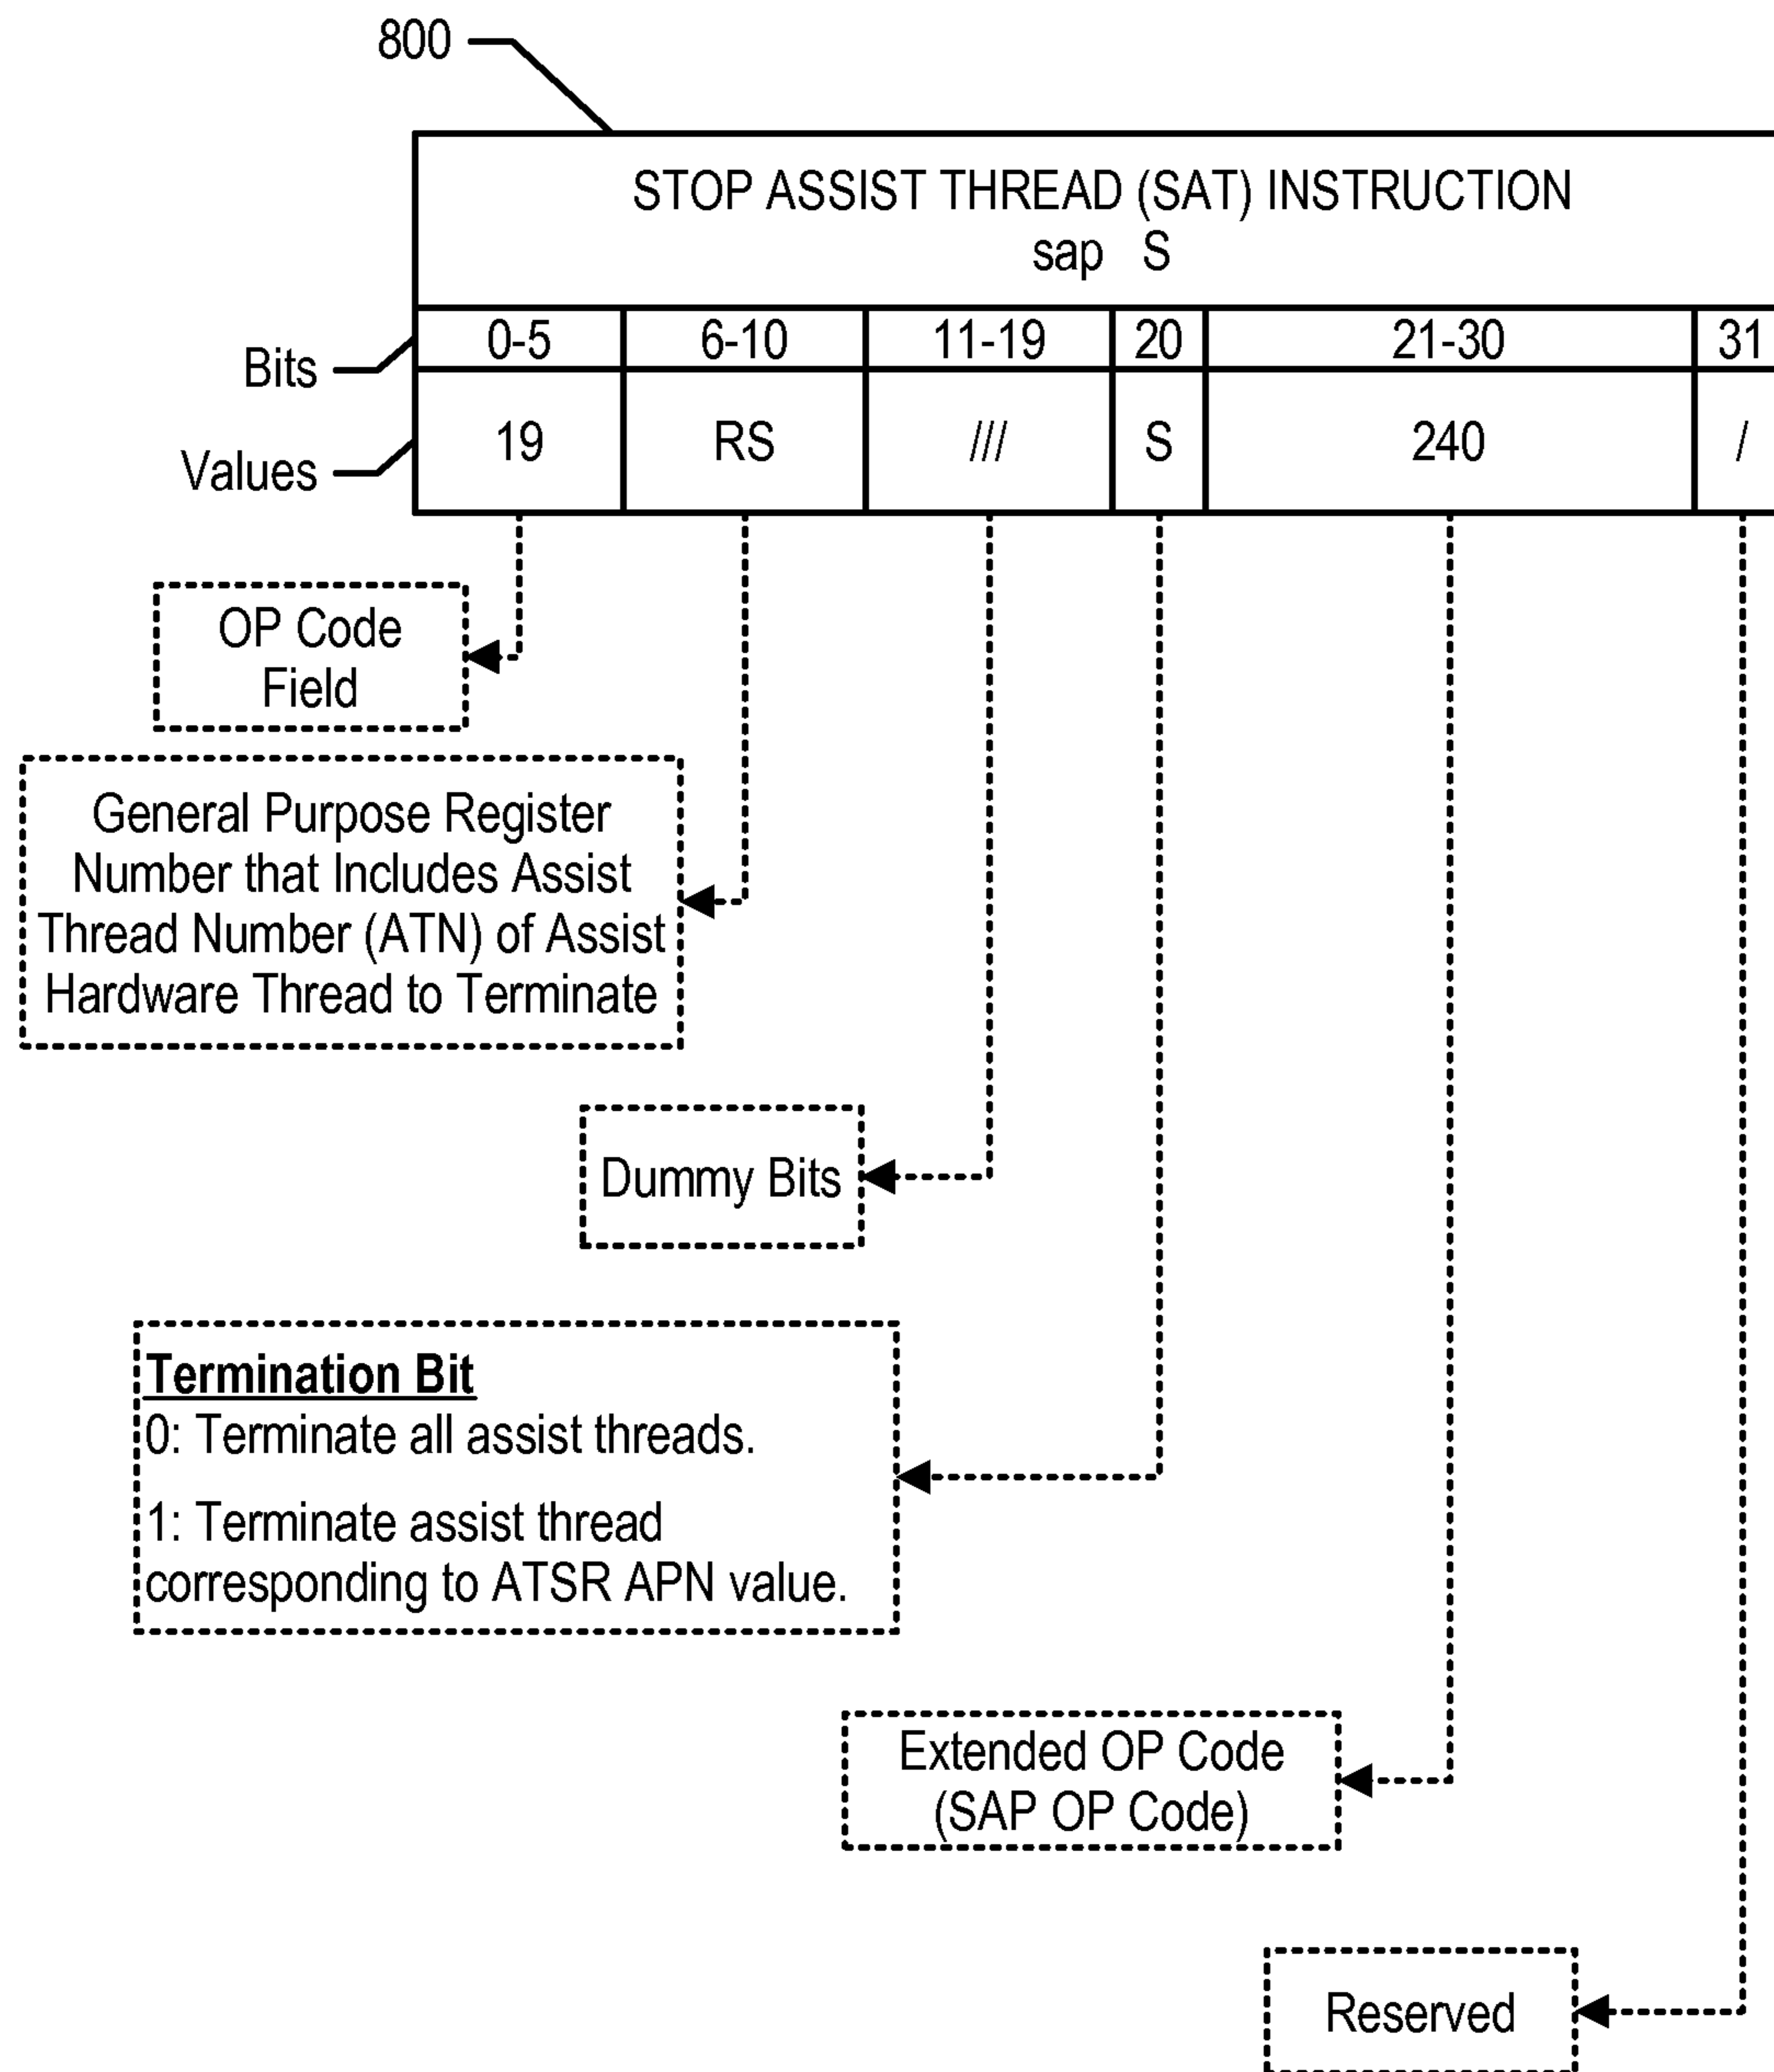 800
STOP ASSIST THREAD (SAT) INSTRUCTION
sap S
Bits 0-5 6-10 11-19 20 21-30 31
Values 19 RS /// S 240 /
OP Code
Field
General Purpose Register
Number that Includes Assist
Thread Number (ATN) of Assist
Hardware Thread to Terminate
Dummy Bits
Termination Bit
0: Terminate all assist threads.
1: Terminate assist thread
corresponding to ATSR APN value.
Extended OP Code
(SAP OP Code)
Reserved